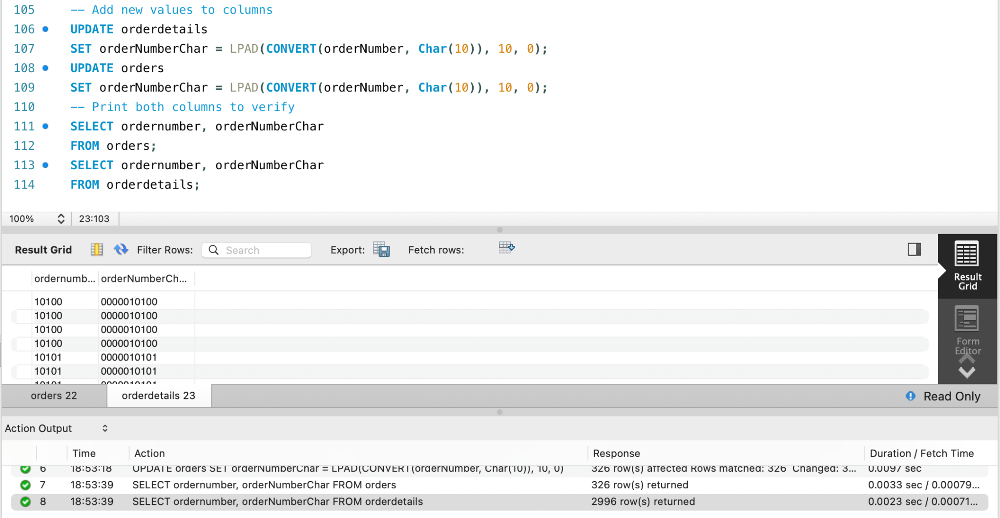 105 -- Add new values to columns
106 UPDATE orderdetails
107 SET orderNumberChar = LPAD(CONVERT(orderNumber, Char(10)), 10, 0);
108 UPDATE orders
109 SET orderNumberChar = LPAD(CONVERT(orderNumber, Char(10)), 10, 0);
110 -- Print both columns to verify
111 SELECT ordernumber, orderNumberChar
112 FROM orders;
113 SELECT ordernumber, orderNumberChar
114 FROM orderdetails;
100% 23:103
Result Grid Filter Rows: Search Export: Fetch rows:
ordernumb... orderNumberCh...
10100 0000010100
10100 0000010100
10100 0000010100
10100 0000010100
10101 0000010101
10101 0000010101
10101 0000010101
Result
Grid
Form
Editor
orders 22 orderdetails 23 Read Only
Action Output
Time Action Response Duration / Fetch Time
6 18:53:18 UPDATE orders SET orderNumberChar = LPAD(CONVERT(orderNumber, Char(10)), 10, 0) 326 row(s) affected Rows matched: 326 Changed: 3... 0.0097 sec
7 18:53:39 SELECT ordernumber, orderNumberChar FROM orders 326 row(s) returned 0.0033 sec / 0.00079...
8 18:53:39 SELECT ordernumber, orderNumberChar FROM orderdetails 2996 row(s) returned 0.0023 sec / 0.00071...